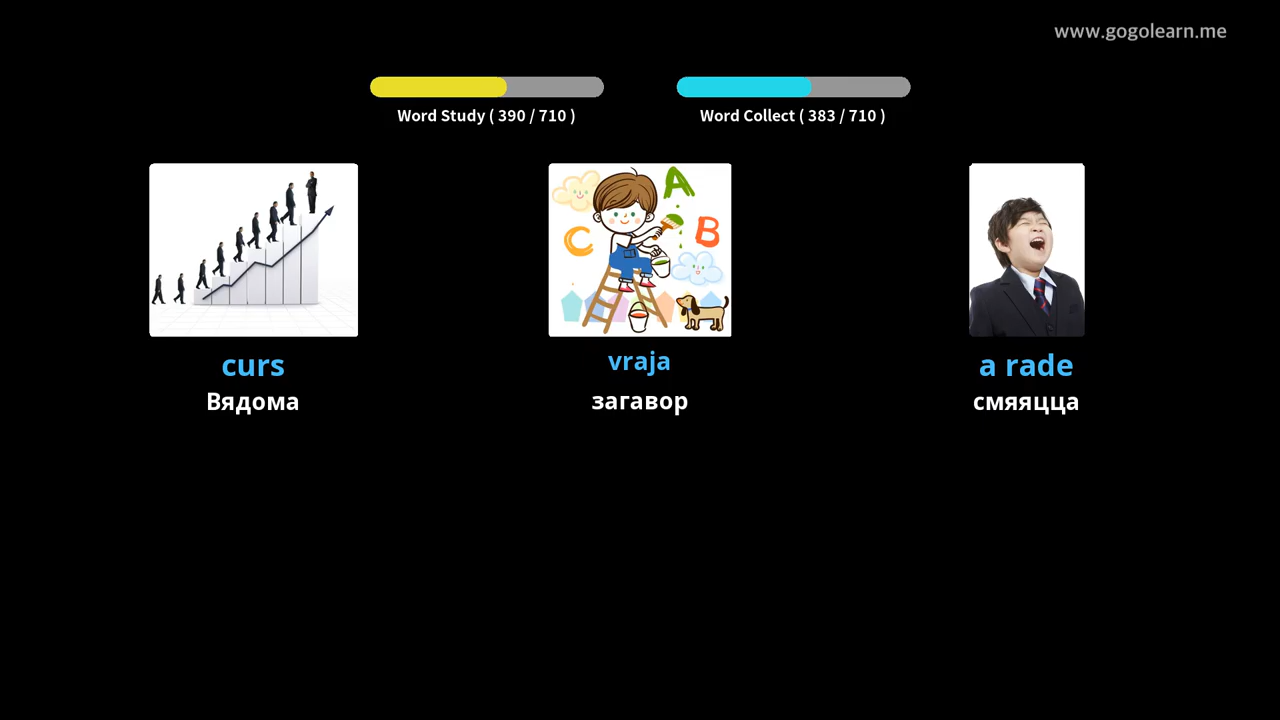 www.gogolearn.me
Word Study ( 390 / 710 )
Word Collect ( 383 / 710 )
A
B
C
curs
vraja
a rade
Вядома
загавор
смяяцца